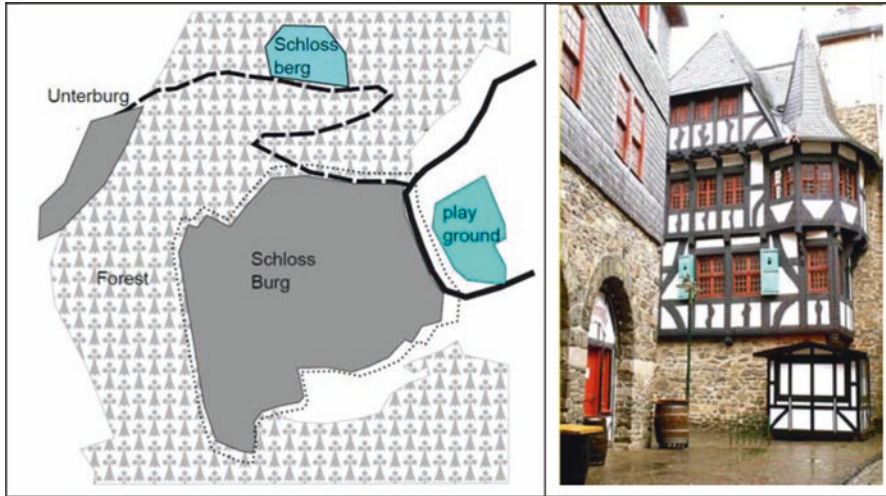 Schloss
berg
Unterburg
play
ground
Forest
Schloss
Burg